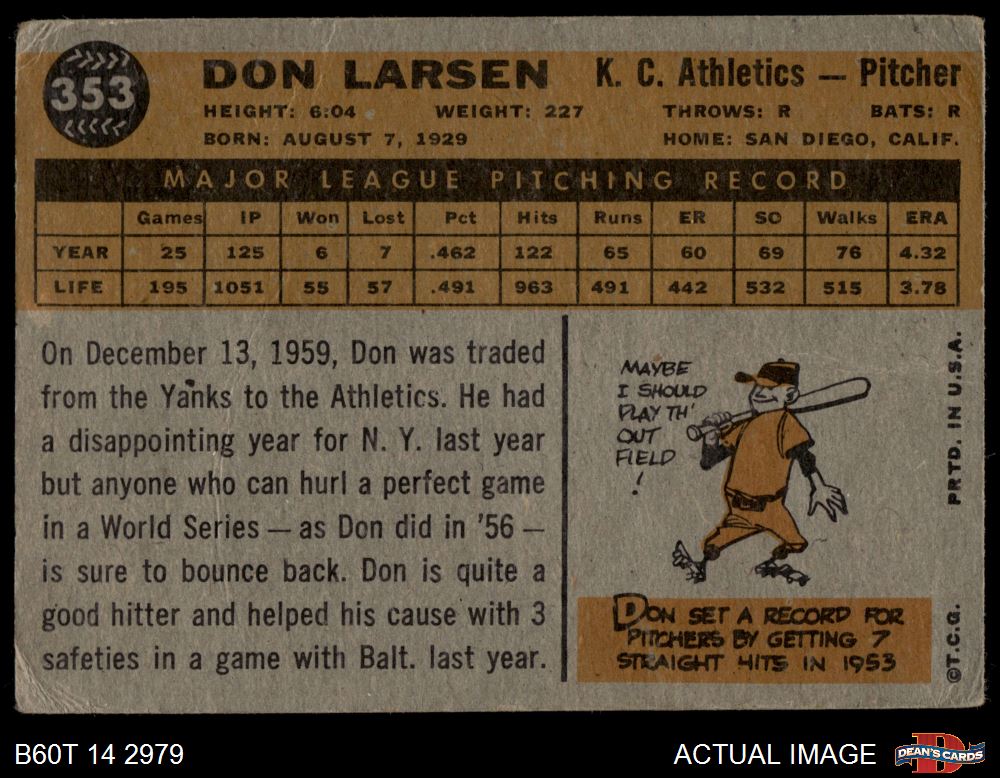 353
DON LARSEN K. C. Athletics — Pitcher
HEIGHT: 6:04 WEIGHT: 227 THROWS: R BATS: R
BORN: AUGUST 7, 1929 HOME: SAN DIEGO, CALIF.
MAJOR LEAGUE PITCHING RECORD
Games IP Won Lost Pct Hits Runs ER SO Walks ERA
YEAR 25 125 6 7 .462 122 65 60 69 76 4.32
LIFE 195 1051 55 57 .491 963 491 442 532 515 3.78
On December 13, 1959, Don was traded
from the Yanks to the Athletics. He had
a disappointing year for N. Y. last year
but anyone who can hurl a perfect game
in a World Series — as Don did in '56 —
is sure to bounce back. Don is quite a
good hitter and helped his cause with 3
safeties in a game with Balt. last year.
MAYBE
I SHOULD
PLAY TH'
OUT
FIELD
!
DON SET A RECORD FOR
PITCHERS BY GETTING 7
STRAIGHT HITS IN 1953
©T.C.G. PRTD. IN U.S.A.
B60T 14 2979 ACTUAL IMAGE
DEAN'S CARDS